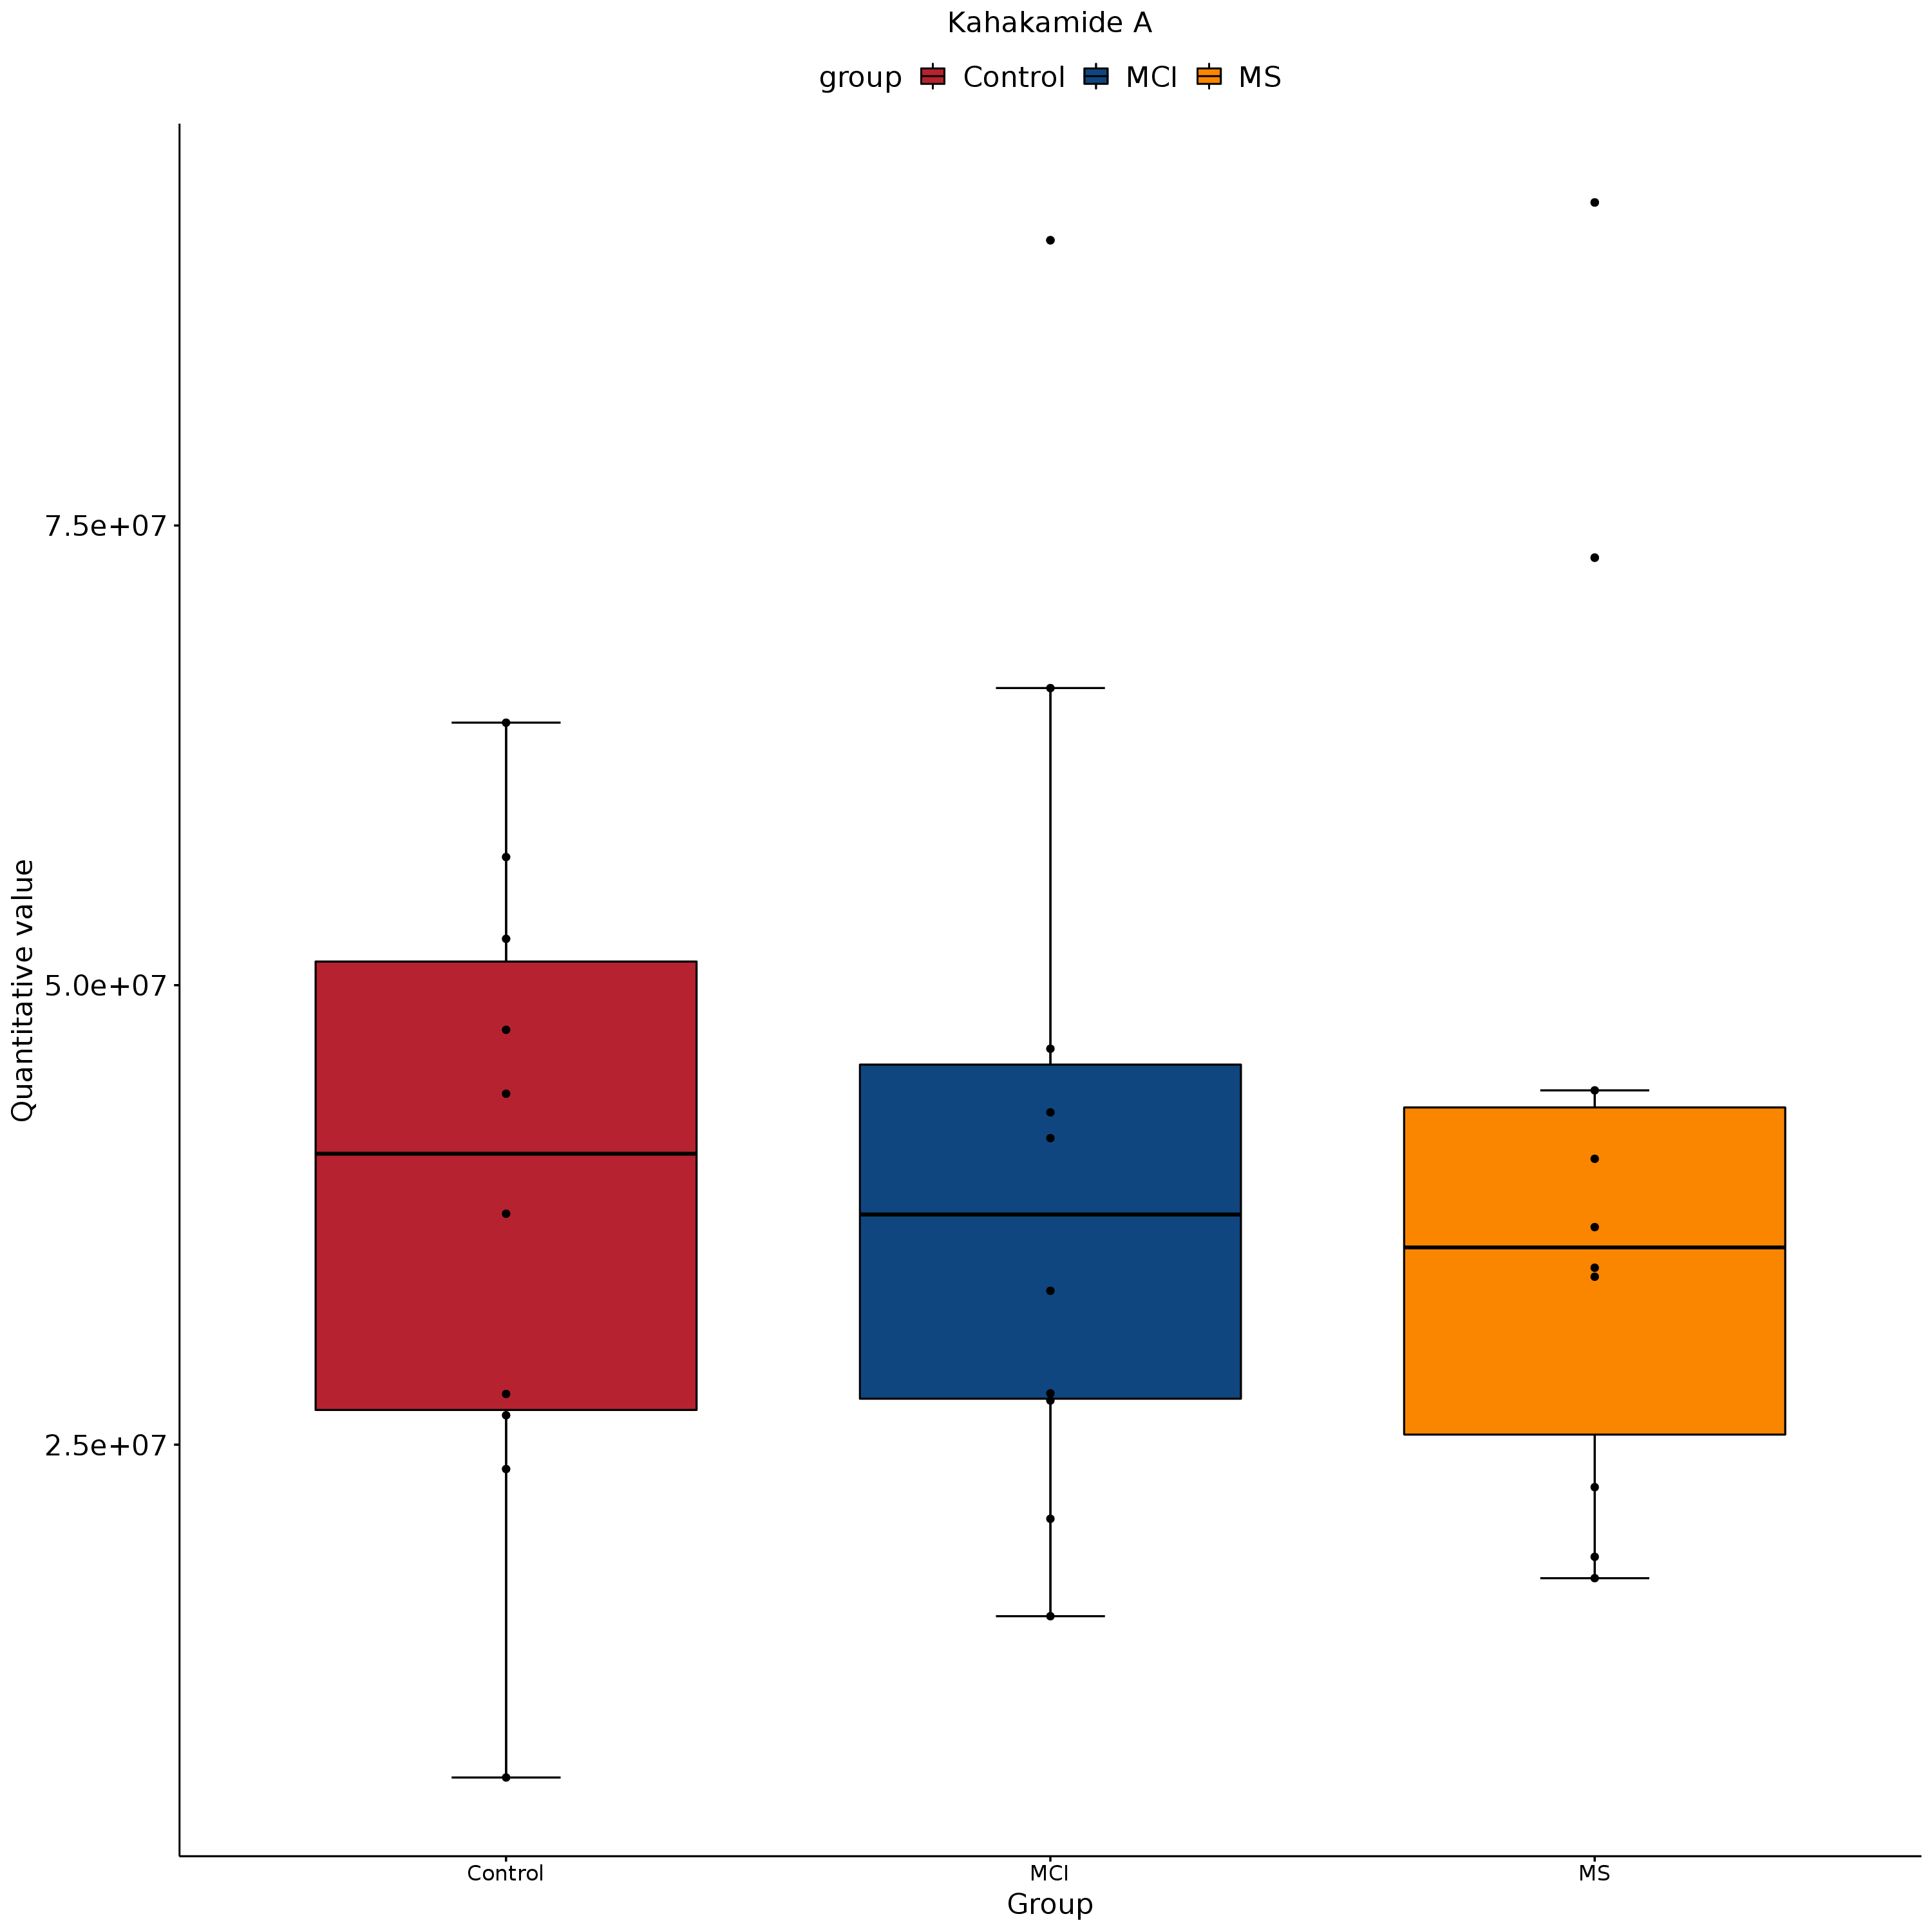 Kahakamide A
group Control MCI MS
7.5e+07
5.0e+07
2.5e+07
Quantitative value
Control MCI MS
Group